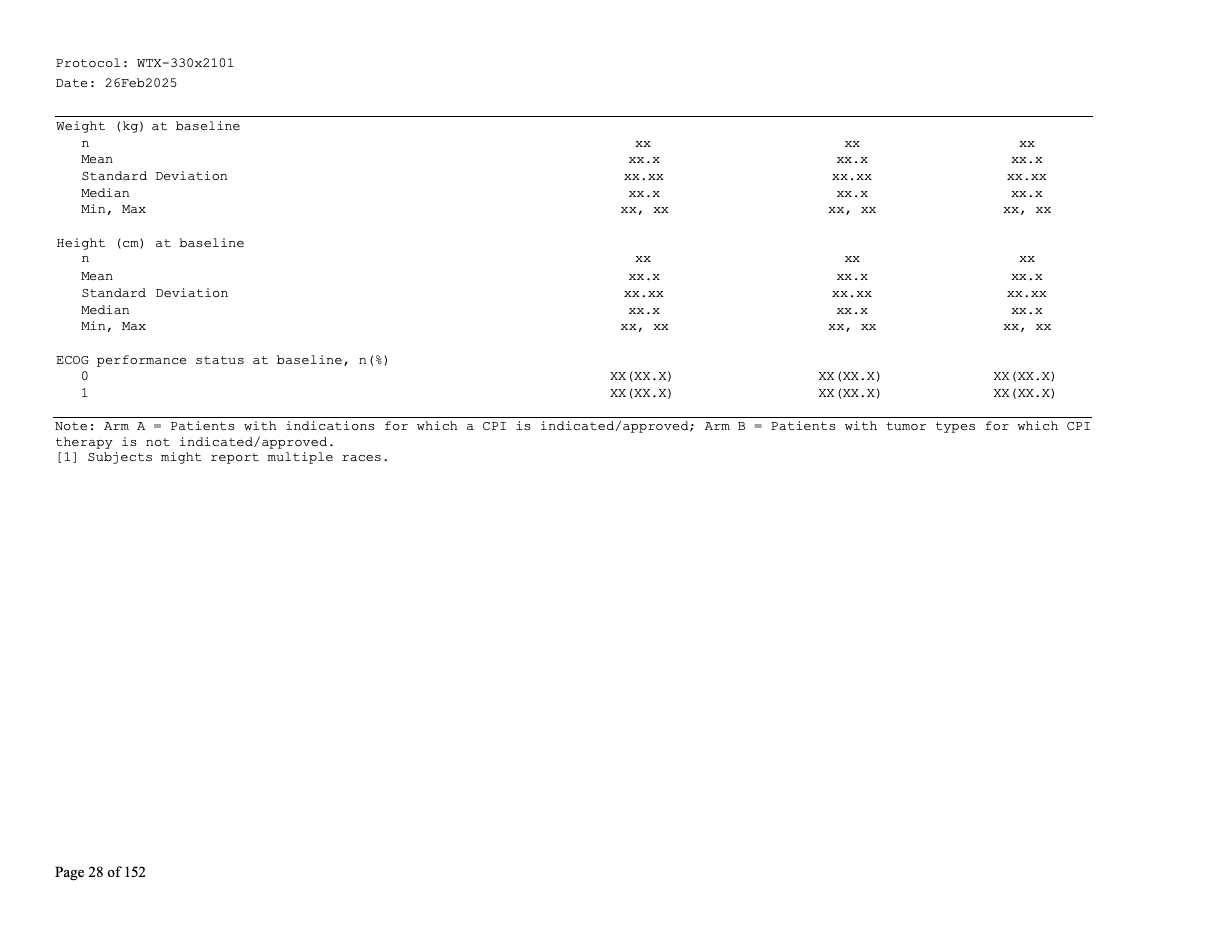 Protocol: WTX-330x2101
Date: 26Feb2025
Weight (kg) at baseline
n xx xx xx
Mean xx.x xx.x xx.x
Standard Deviation xx.xx xx.xx xx.xx
Median xx.x xx.x xx.x
Min, Max xx, xx xx, xx xx, xx
Height (cm) at baseline
n xx xx xx
Mean xx.x xx.x xx.x
Standard Deviation xx.xx xx.xx xx.xx
Median xx.x xx.x xx.x
Min, Max xx, xx xx, xx xx, xx
ECOG performance status at baseline, n(%)
0 XX(XX.X) XX(XX.X) XX(XX.X)
1 XX(XX.X) XX(XX.X) XX(XX.X)
Note: Arm A = Patients with indications for which a CPI is indicated/approved; Arm B = Patients with tumor types for which CPI
therapy is not indicated/approved.
[1] Subjects might report multiple races.
Page 28 of 152